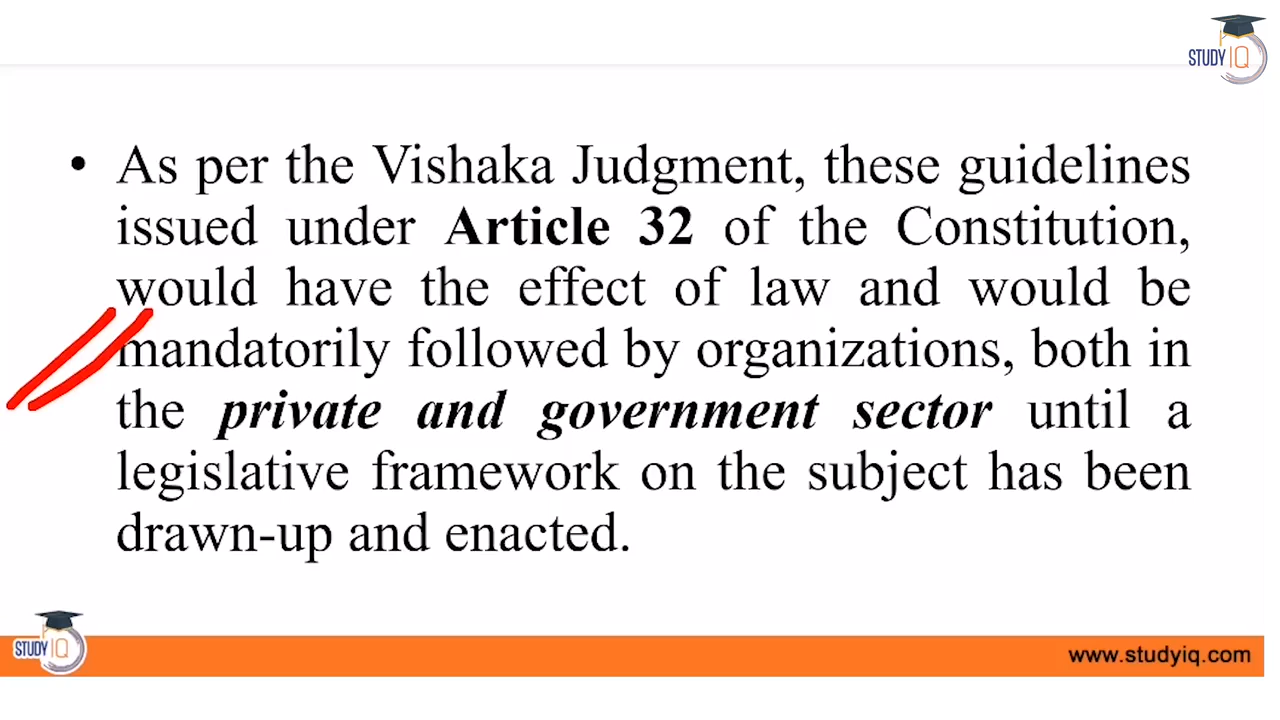 STUDY IQ
• As per the Vishaka Judgment, these guidelines
issued under Article 32 of the Constitution,
would have the effect of law and would be
mandatorily followed by organizations, both in
the private and government sector until a
legislative framework on the subject has been
drawn-up and enacted.
STUDY IQ
www.studyiq.com